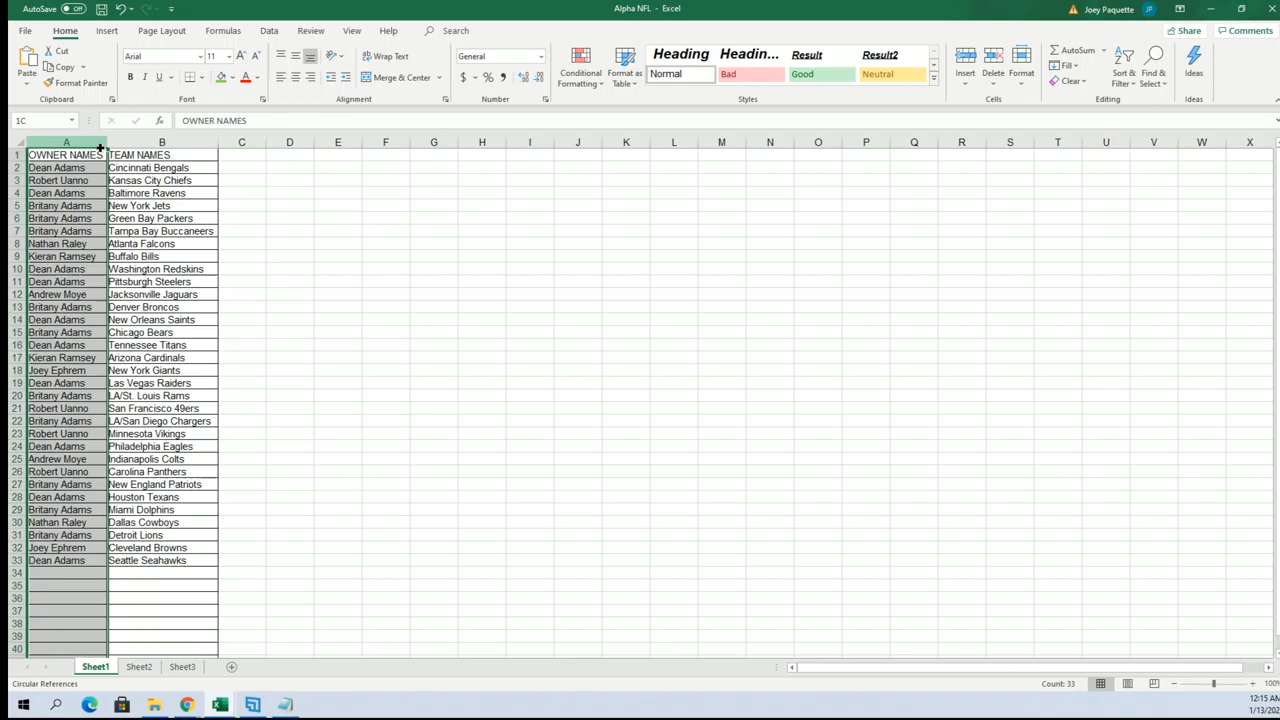 AutoSave Off Alpha NFL - Excel Joey Paquette JP
File Home Insert Page Layout Formulas Data Review View Help Search Share Comments
Cut
Copy
Format Painter
Paste
Clipboard
Arial 11
B I U
Font
Wrap Text
Merge & Center
Alignment
General
$ % ,
Number
Conditional Formatting
Format as Table
Heading Headin... Result Result2
Normal Bad Good Neutral
Styles
Insert Delete Format
Cells
AutoSum
Fill
Clear
Sort & Filter
Find & Select
Editing
Ideas
Ideas
1C fx OWNER NAMES
A B C D E F G H I J K L M N O P Q R S T U V W X
1 OWNER NAMES TEAM NAMES
2 Dean Adams Cincinnati Bengals
3 Robert Uanno Kansas City Chiefs
4 Dean Adams Baltimore Ravens
5 Britany Adams New York Jets
6 Britany Adams Green Bay Packers
7 Britany Adams Tampa Bay Buccaneers
8 Nathan Raley Atlanta Falcons
9 Kieran Ramsey Buffalo Bills
10 Dean Adams Washington Redskins
11 Dean Adams Pittsburgh Steelers
12 Andrew Moye Jacksonville Jaguars
13 Britany Adams Denver Broncos
14 Dean Adams New Orleans Saints
15 Britany Adams Chicago Bears
16 Dean Adams Tennessee Titans
17 Kieran Ramsey Arizona Cardinals
18 Joey Ephrem New York Giants
19 Dean Adams Las Vegas Raiders
20 Britany Adams LA/St. Louis Rams
21 Robert Uanno San Francisco 49ers
22 Britany Adams LA/San Diego Chargers
23 Robert Uanno Minnesota Vikings
24 Dean Adams Philadelphia Eagles
25 Andrew Moye Indianapolis Colts
26 Robert Uanno Carolina Panthers
27 Britany Adams New England Patriots
28 Dean Adams Houston Texans
29 Britany Adams Miami Dolphins
30 Nathan Raley Dallas Cowboys
31 Britany Adams Detroit Lions
32 Joey Ephrem Cleveland Browns
33 Dean Adams Seattle Seahawks
34
35
36
37
38
39
40
Sheet1 Sheet2 Sheet3
Circular References Count: 33 100%
12:15 AM
1/13/202